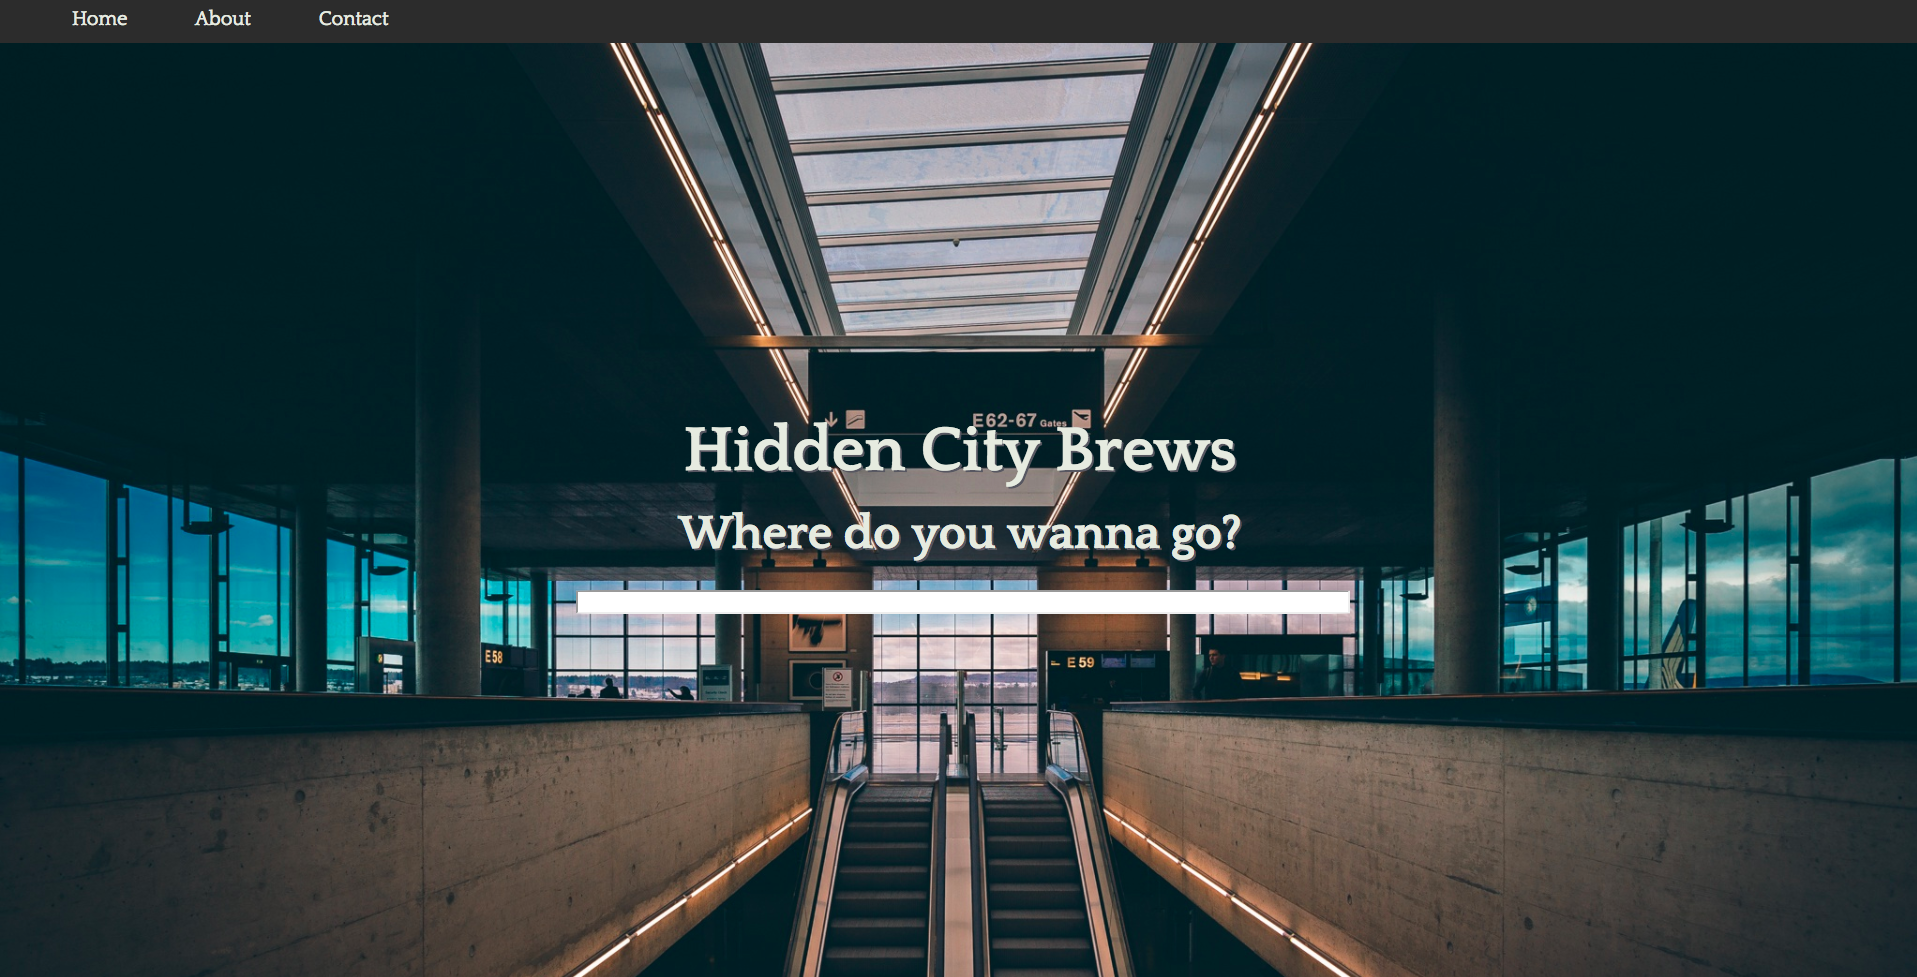 Home About Contact
E62-67 Gates
Hidden City Brews
Where do you wanna go?
E58
E59